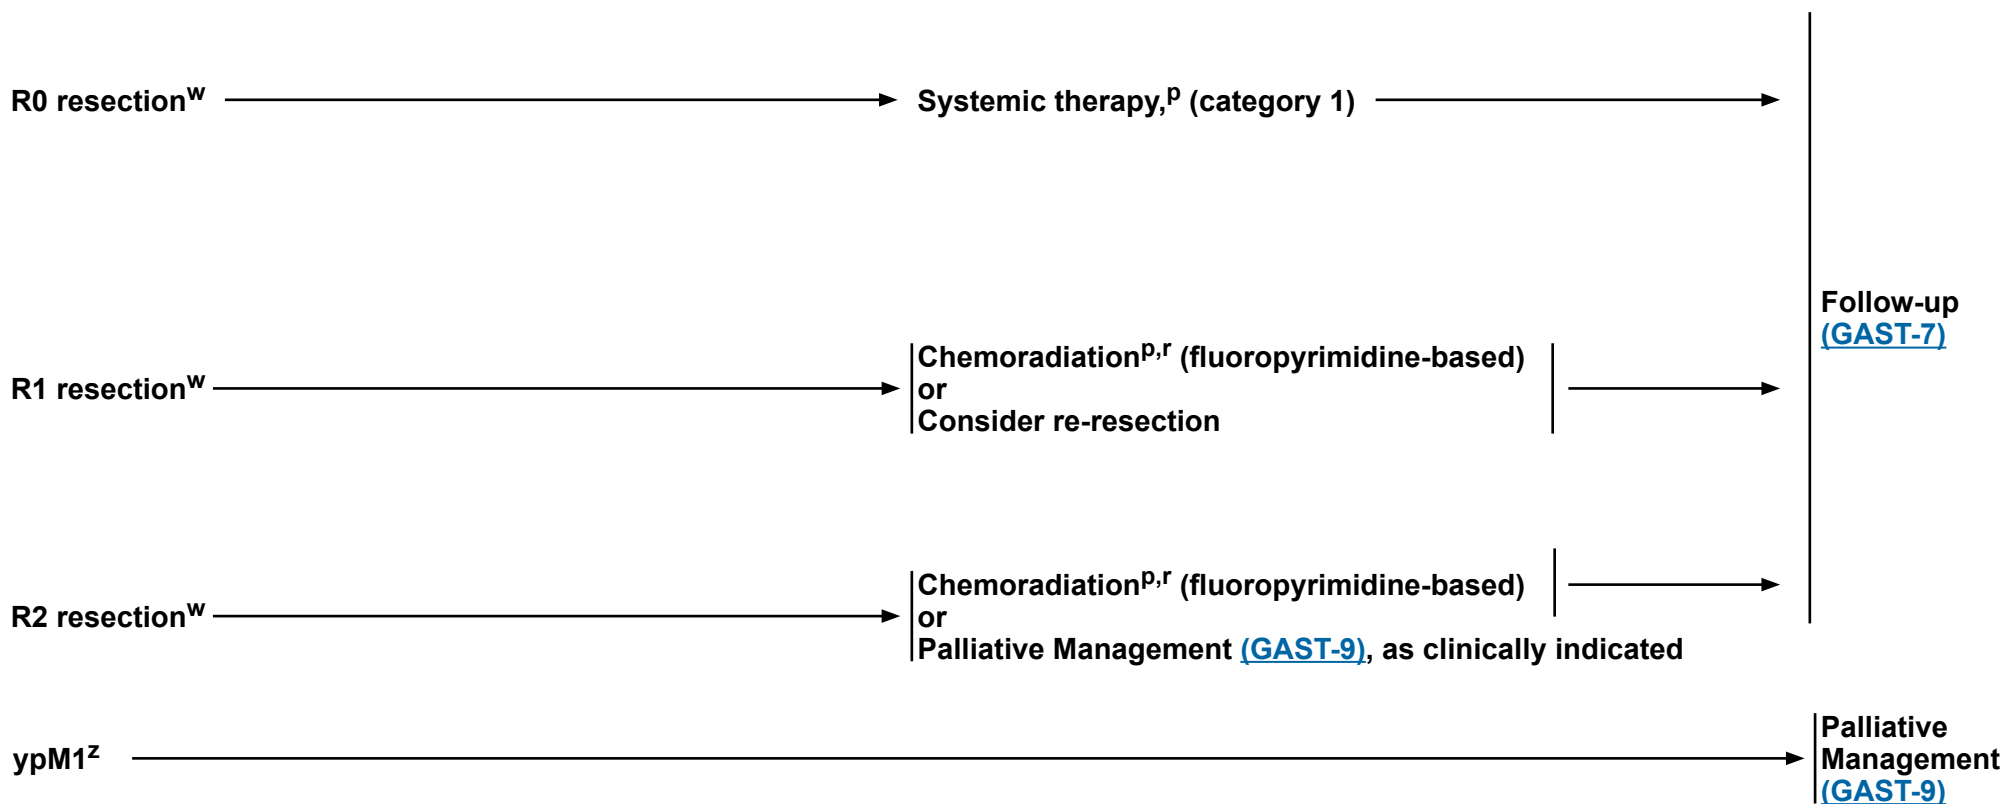 R0 resectionʷ
Systemic therapy,ᵖ (category 1)
R1 resectionʷ
Chemoradiationᵖ,ʳ (fluoropyrimidine-based)
or
Consider re-resection
Follow-up
(GAST-7)
R2 resectionʷ
Chemoradiationᵖ,ʳ (fluoropyrimidine-based)
or
Palliative Management (GAST-9), as clinically indicated
ypM1ᶻ
Palliative
Management
(GAST-9)